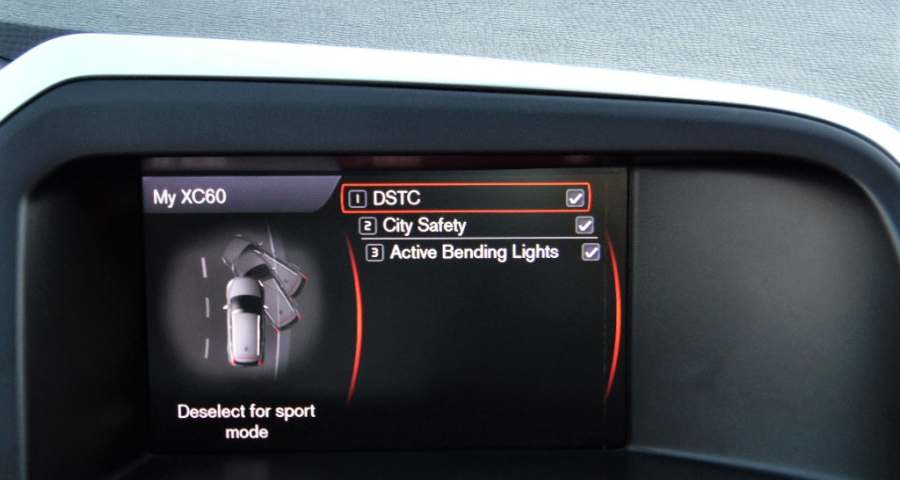 My XC60
1 DSTC
2 City Safety
3 Active Bending Lights
Deselect for sport
mode